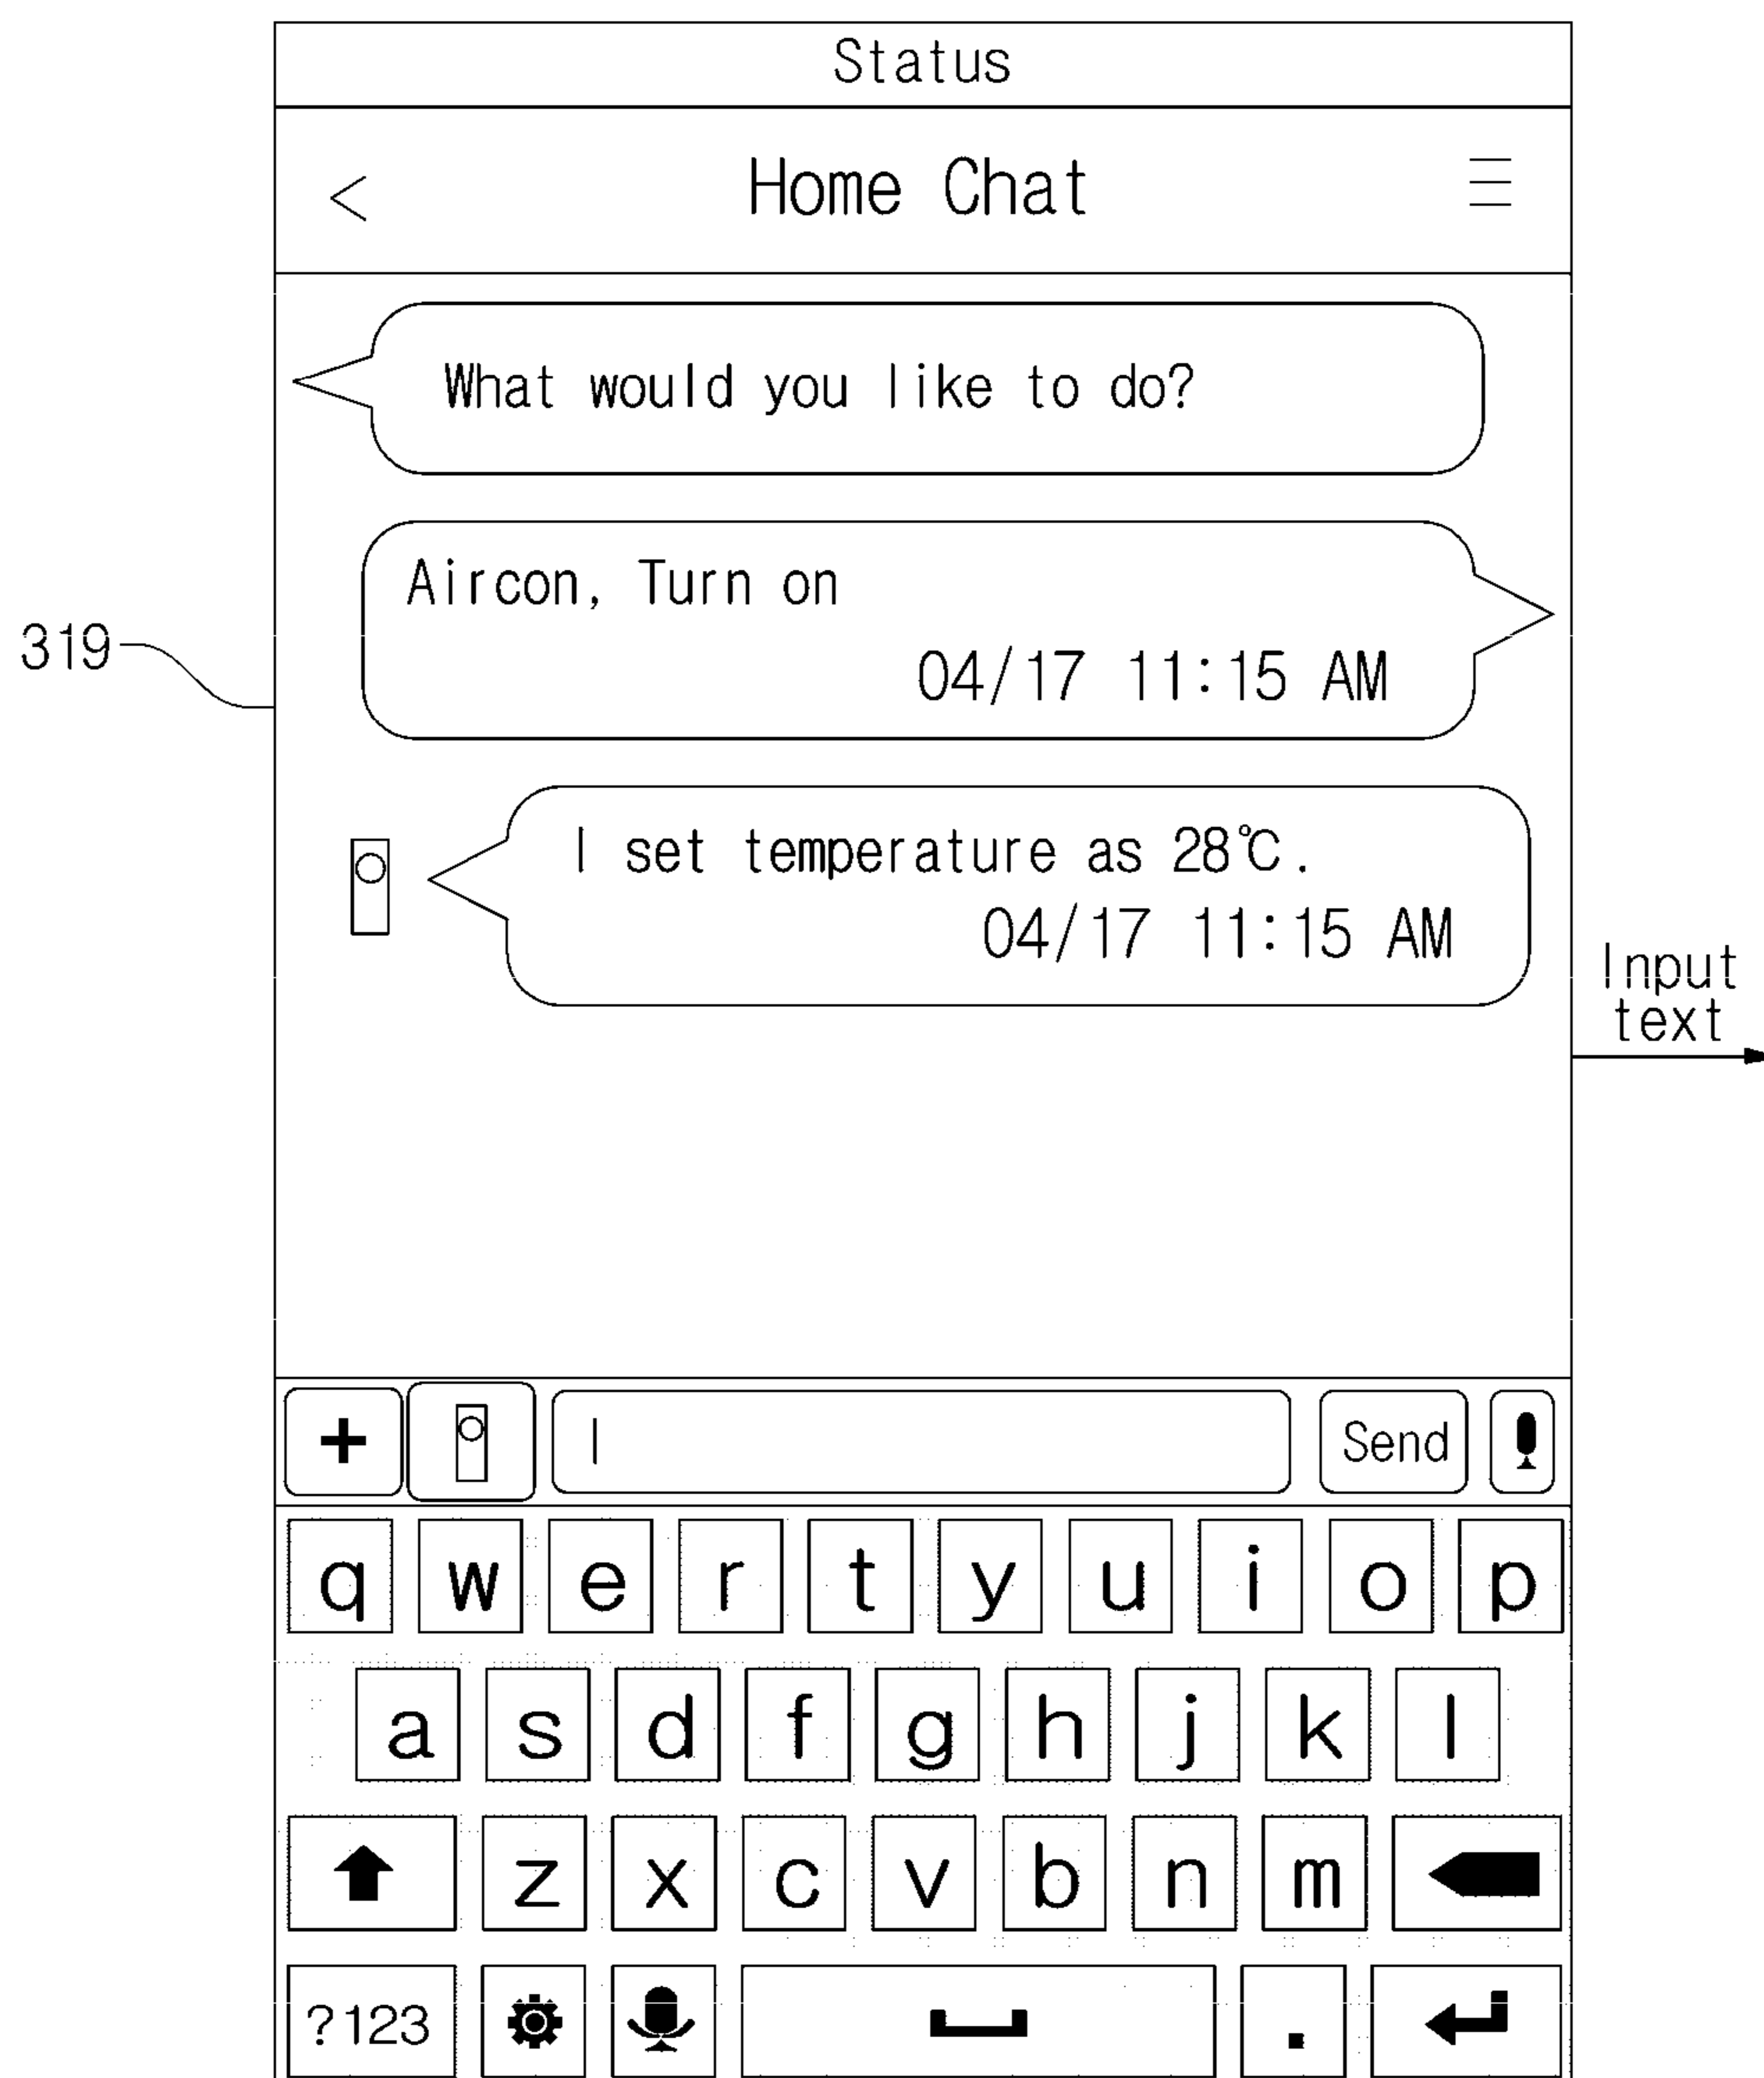 Status
< Home Chat
What would you like to do?
Aircon, Turn on
04/17 11:15 AM
319
I set temperature as 28℃.
04/17 11:15 AM
Input
text
+ Send
q w e r t y u i o p
a s d f g h j k l
z x c v b n m
?123 .